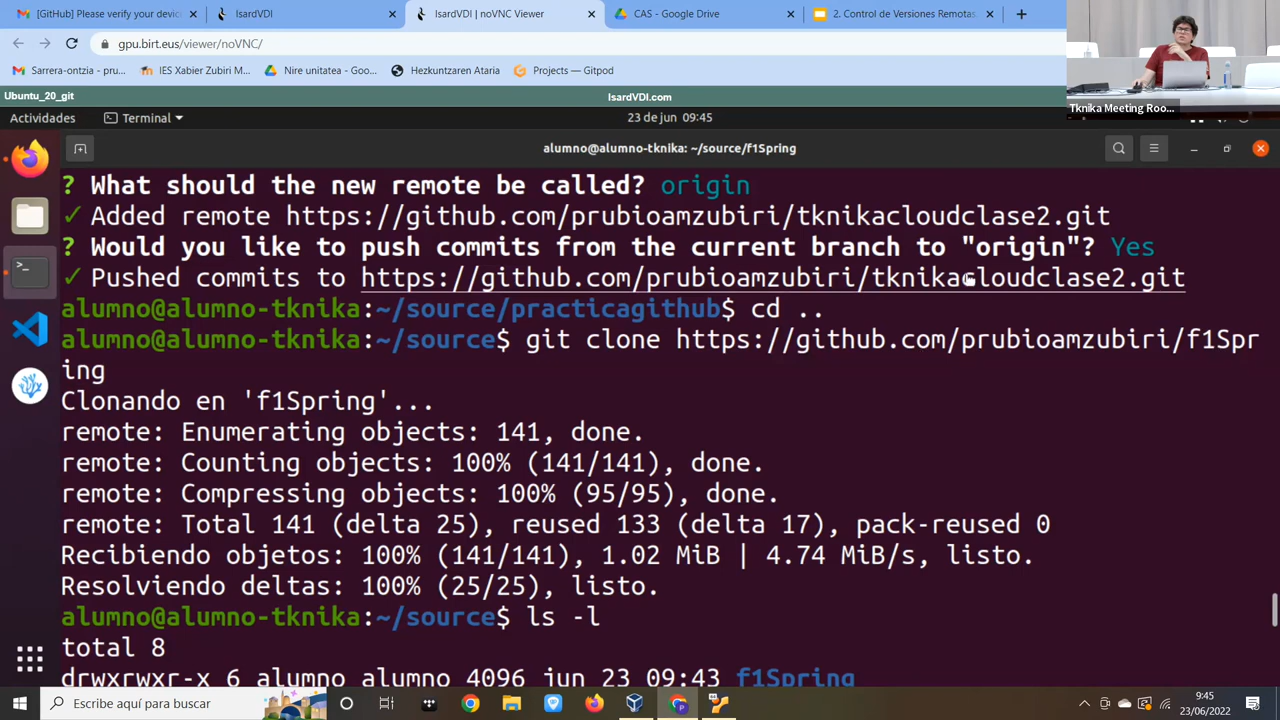 [GitHub] Please verify your devic
IsardVDI
IsardVDI | noVNC Viewer
CAS - Google Drive
2. Control de Versiones Remotas.
gpu.birt.eus/viewer/noVNC/
Sarrera-ontzia - pru...
IES Xabier Zubiri M...
Nire unitatea - Goo...
Hezkuntzaren Ataria
Projects — Gitpod
Ubuntu_20_git
IsardVDI.com
Tknika Meeting Roo...
Actividades
Terminal
23 de jun 09:45
alumno@alumno-tknika: ~/source/f1Spring
? What should the new remote be called? origin
✓ Added remote https://github.com/prubioamzubiri/tknikacloudclase2.git
? Would you like to push commits from the current branch to "origin"? Yes
✓ Pushed commits to https://github.com/prubioamzubiri/tknikacloudclase2.git
alumno@alumno-tknika:~/source/practicagithub$ cd ..
alumno@alumno-tknika:~/source$ git clone https://github.com/prubioamzubiri/f1Spr
ing
Clonando en 'f1Spring'...
remote: Enumerating objects: 141, done.
remote: Counting objects: 100% (141/141), done.
remote: Compressing objects: 100% (95/95), done.
remote: Total 141 (delta 25), reused 133 (delta 17), pack-reused 0
Recibiendo objetos: 100% (141/141), 1.02 MiB | 4.74 MiB/s, listo.
Resolviendo deltas: 100% (25/25), listo.
alumno@alumno-tknika:~/source$ ls -l
total 8
drwxrwxr-x 6 alumno alumno 4096 jun 23 09:43 f1Spring
Escribe aquí para buscar
9:45
23/06/2022